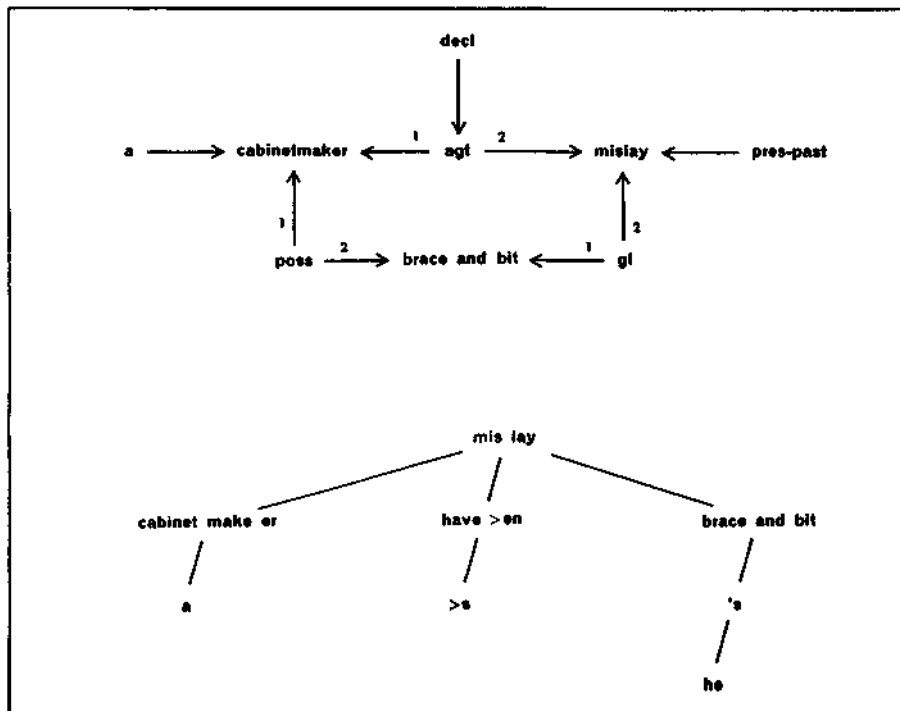 decl
1 2
a cabinetmaker agt mislay pres-past
1 2
2 1
poss brace and bit gl
mis lay
cabinet make er have >en brace and bit
a >s 's
he